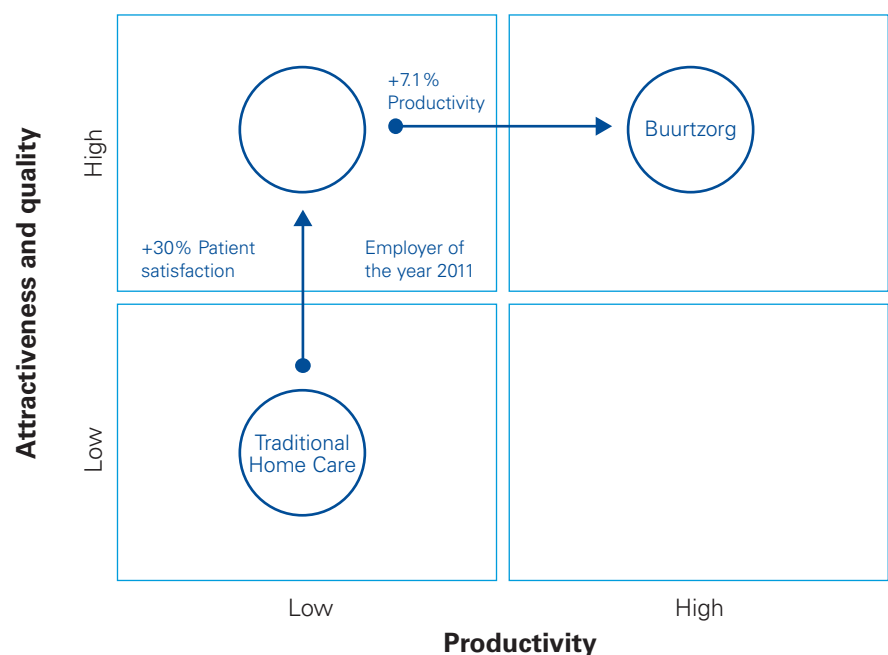 +7.1%
Productivity
Buurtzorg
+30% Patient
satisfaction
Employer of
the year 2011
Traditional
Home Care
Attractiveness and quality
High
Low
Low
High
Productivity